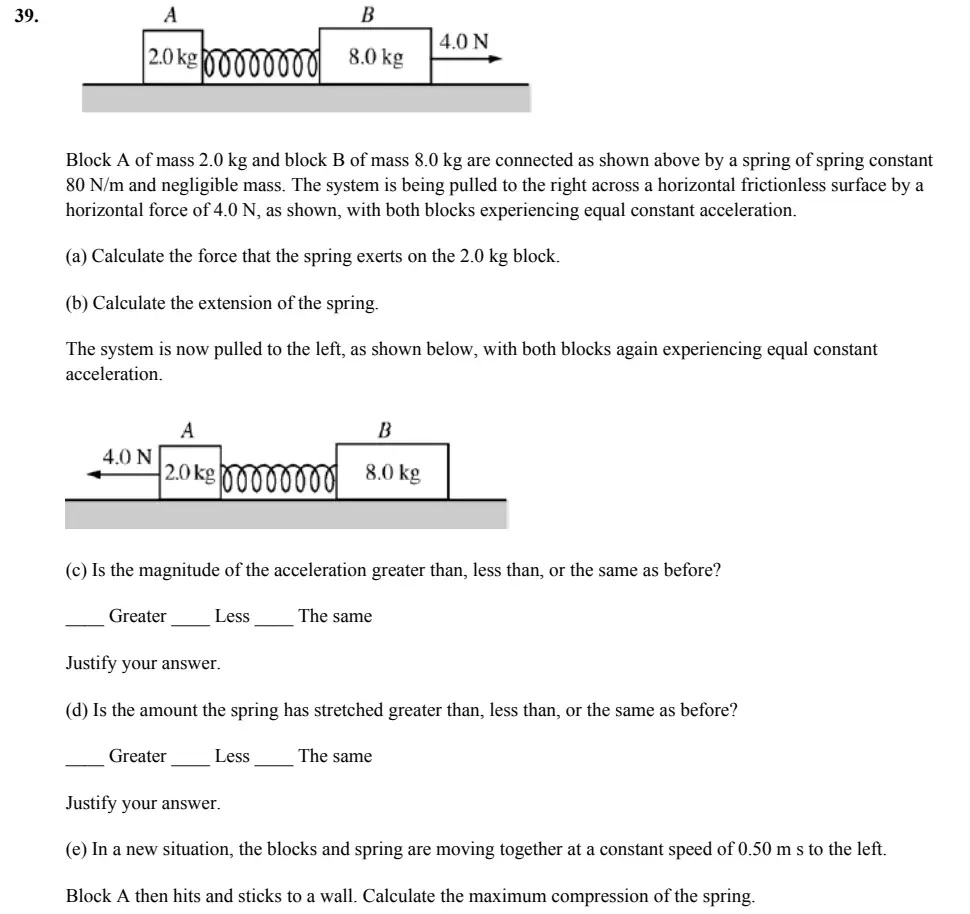 39.
A B
2.0 kg 8.0 kg 4.0 N
Block A of mass 2.0 kg and block B of mass 8.0 kg are connected as shown above by a spring of spring constant
80 N/m and negligible mass. The system is being pulled to the right across a horizontal frictionless surface by a
horizontal force of 4.0 N, as shown, with both blocks experiencing equal constant acceleration.
(a) Calculate the force that the spring exerts on the 2.0 kg block.
(b) Calculate the extension of the spring.
The system is now pulled to the left, as shown below, with both blocks again experiencing equal constant
acceleration.
A B
4.0 N 2.0 kg 8.0 kg
(c) Is the magnitude of the acceleration greater than, less than, or the same as before?
____ Greater ____ Less ____ The same
Justify your answer.
(d) Is the amount the spring has stretched greater than, less than, or the same as before?
____ Greater ____ Less ____ The same
Justify your answer.
(e) In a new situation, the blocks and spring are moving together at a constant speed of 0.50 m s to the left.
Block A then hits and sticks to a wall. Calculate the maximum compression of the spring.